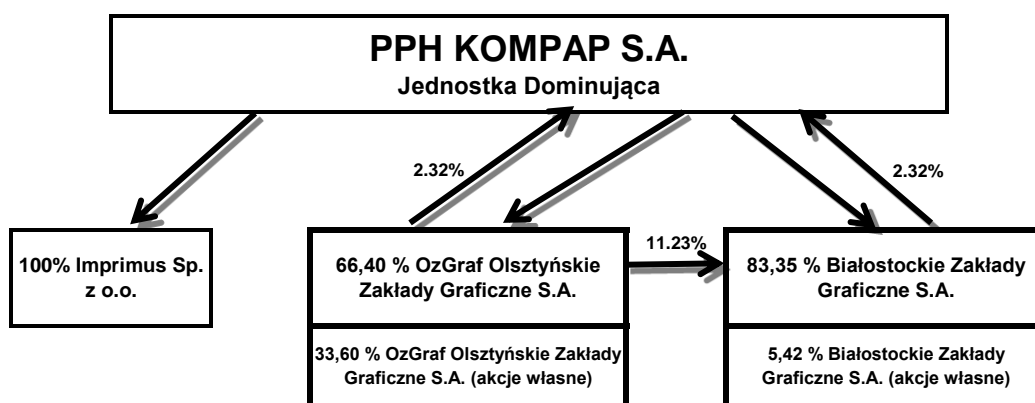 PPH KOMPAP S.A.
Jednostka Dominująca
2.32%
2.32%
100% Imprimus Sp.
z o.o.
66,40 % OzGraf Olsztyńskie
Zakłady Graficzne S.A.
11.23%
83,35 % Białostockie Zakłady
Graficzne S.A.
33,60 % OzGraf Olsztyńskie Zakłady
Graficzne S.A. (akcje własne)
5,42 % Białostockie Zakłady
Graficzne S.A. (akcje własne)